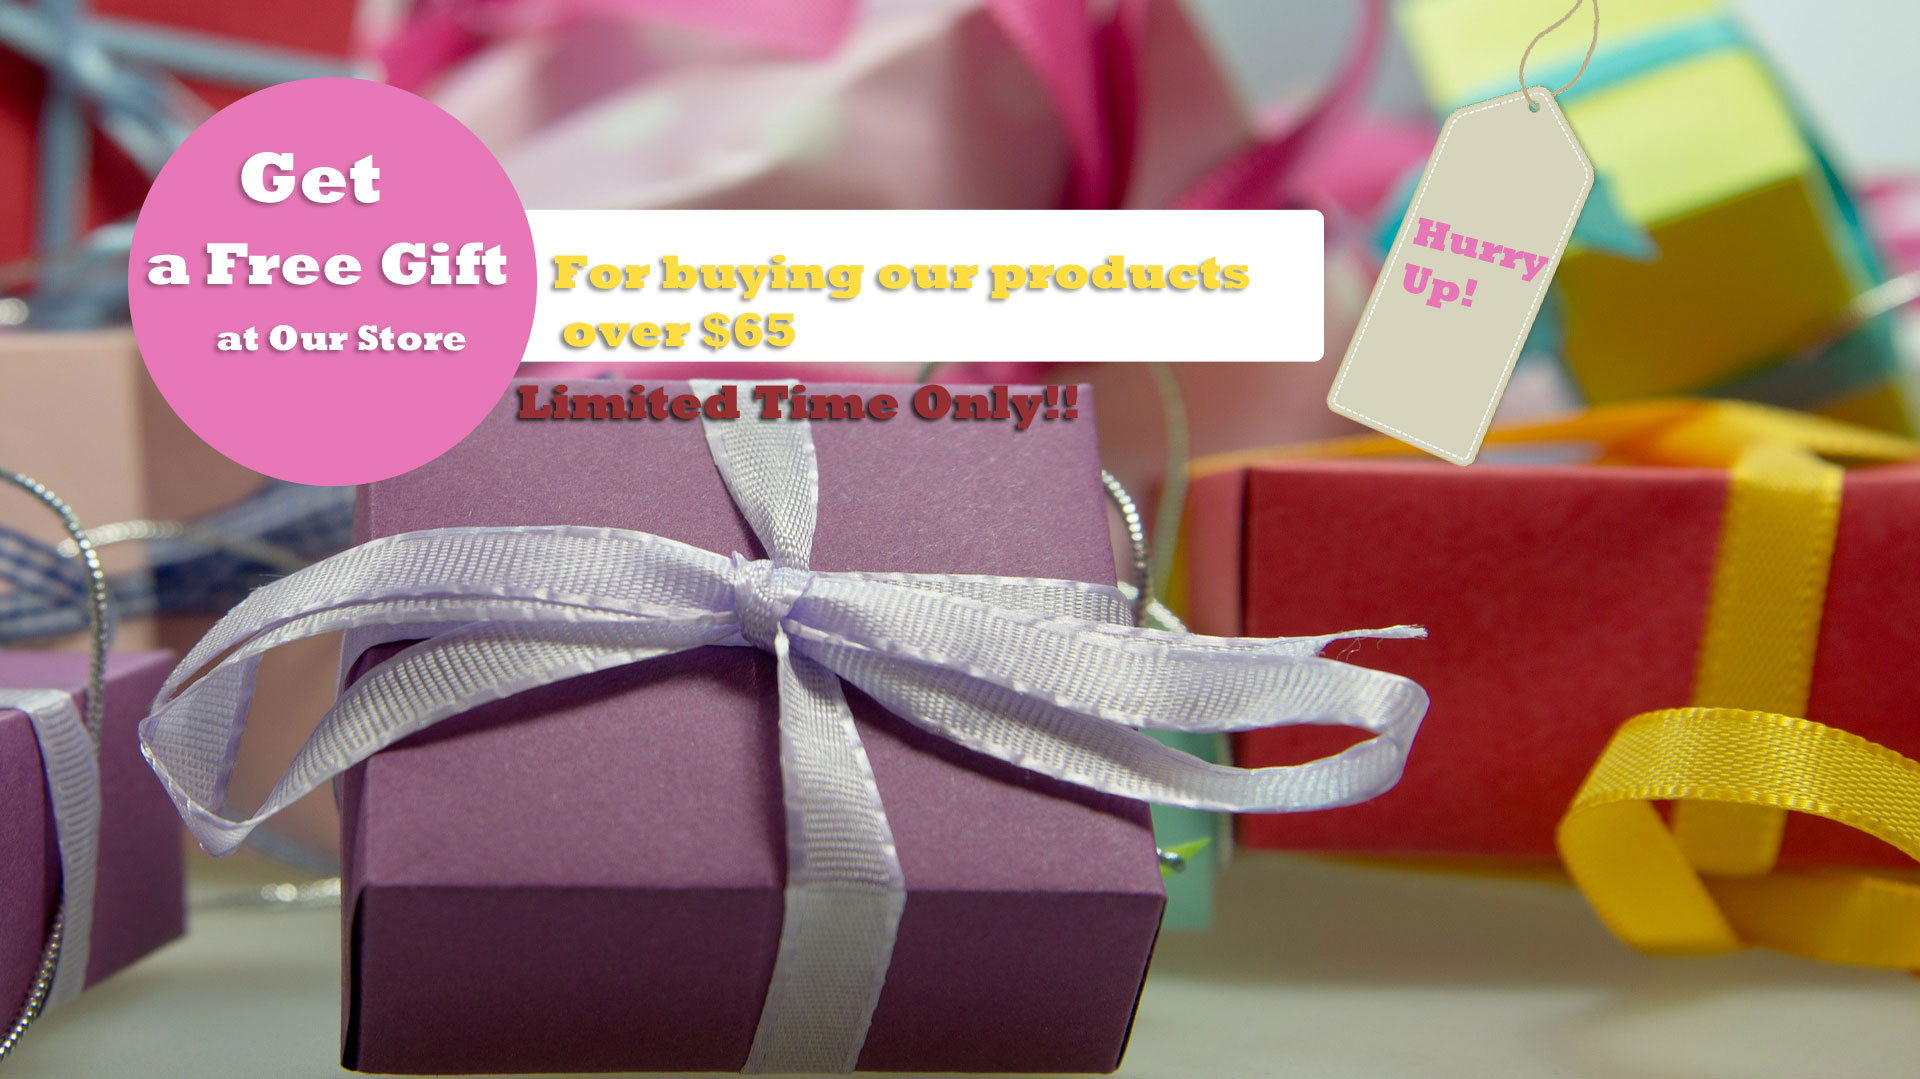 Get
a Free Gift
at Our Store
For buying our products
over $65
Limited Time Only!!
Hurry
Up!